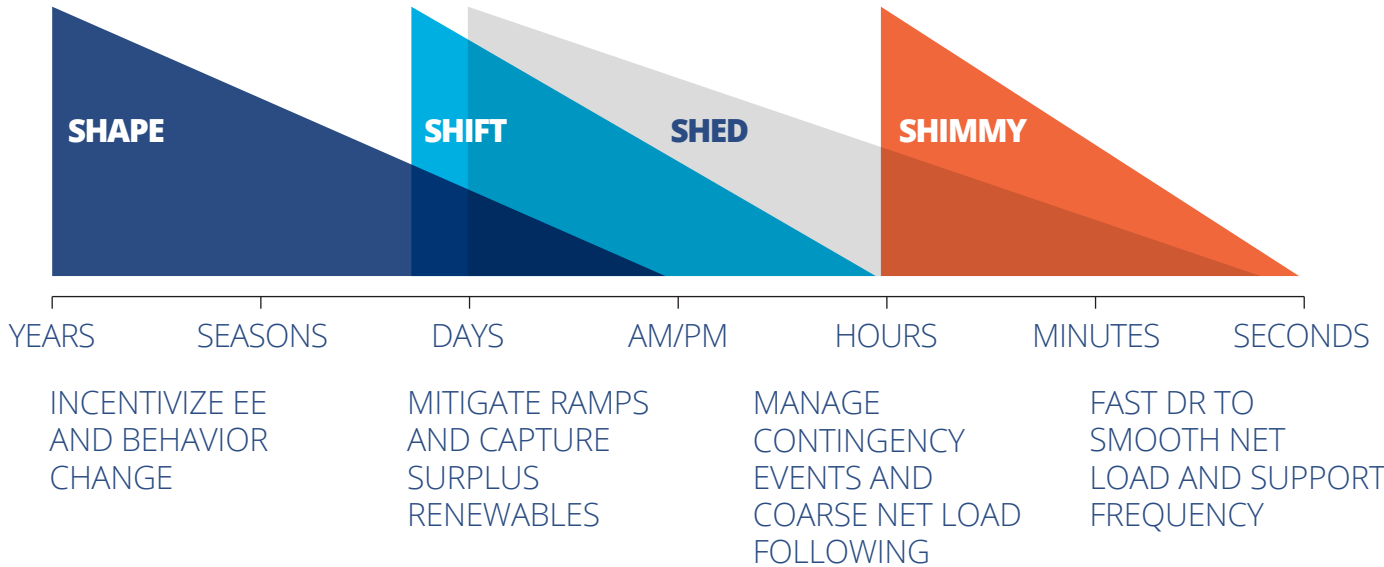 SHAPE
SHIFT
SHED
SHIMMY
YEARS
SEASONS
DAYS
AM/PM
HOURS
MINUTES
SECONDS
INCENTIVIZE EE
AND BEHAVIOR
CHANGE
MITIGATE RAMPS
AND CAPTURE
SURPLUS
RENEWABLES
MANAGE
CONTINGENCY
EVENTS AND
COARSE NET LOAD
FOLLOWING
FAST DR TO
SMOOTH NET
LOAD AND SUPPORT
FREQUENCY